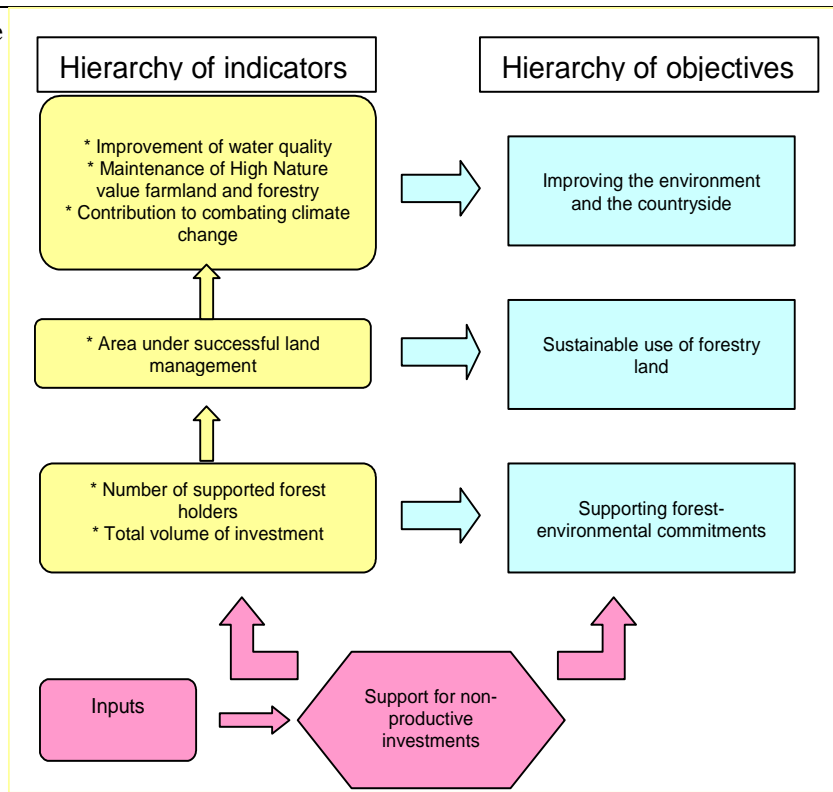 e
Hierarchy of indicators
Hierarchy of objectives
* Improvement of water quality
* Maintenance of High Nature
value farmland and forestry
* Contribution to combating climate
change
Improving the environment
and the countryside
* Area under successful land
management
Sustainable use of forestry
land
* Number of supported forest
holders
* Total volume of investment
Supporting forest-
environmental commitments
Inputs
Support for non-
productive
investments